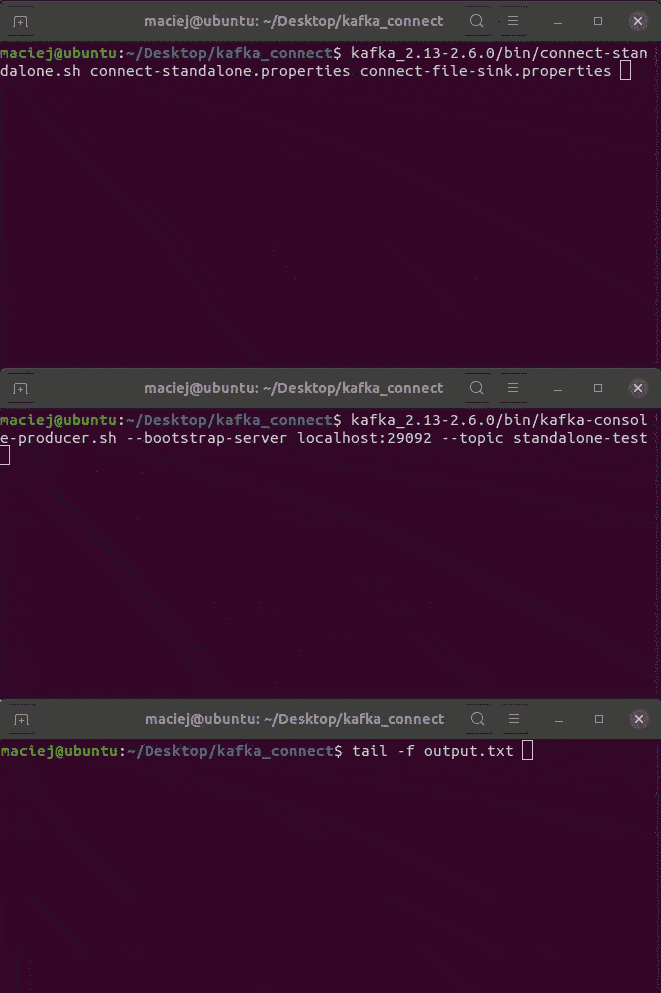 maciej@ubuntu: ~/Desktop/kafka_connect
maciej@ubuntu:~/Desktop/kafka_connect$ kafka_2.13-2.6.0/bin/connect-stan
dalone.sh connect-standalone.properties connect-file-sink.properties
maciej@ubuntu: ~/Desktop/kafka_connect
maciej@ubuntu:~/Desktop/kafka_connect$ kafka_2.13-2.6.0/bin/kafka-consol
e-producer.sh --bootstrap-server localhost:29092 --topic standalone-test
maciej@ubuntu: ~/Desktop/kafka_connect
maciej@ubuntu:~/Desktop/kafka_connect$ tail -f output.txt